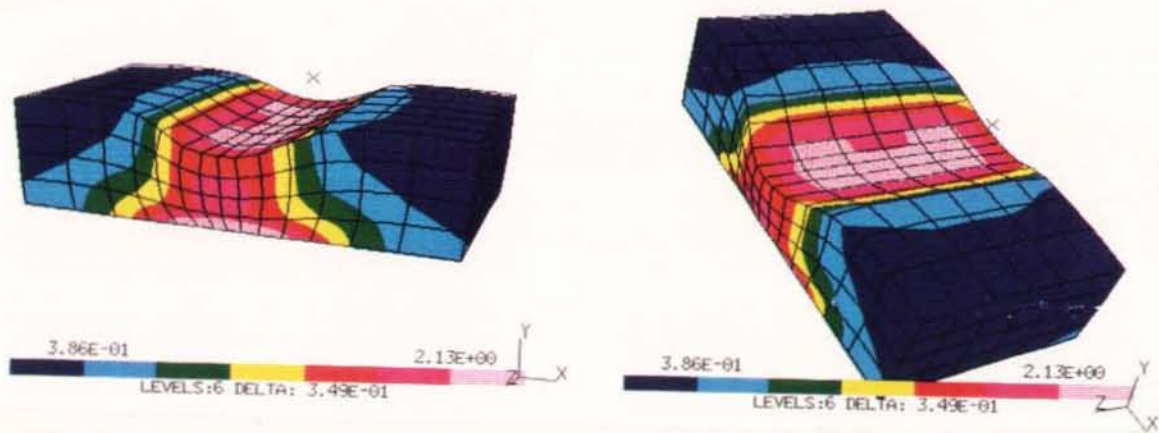 3.86E-01 2.13E+00
Y
Z X
LEVELS:6 DELTA: 3.49E-01
3.86E-01 2.13E+00
Y
Z
X
LEVELS:6 DELTA: 3.49E-01